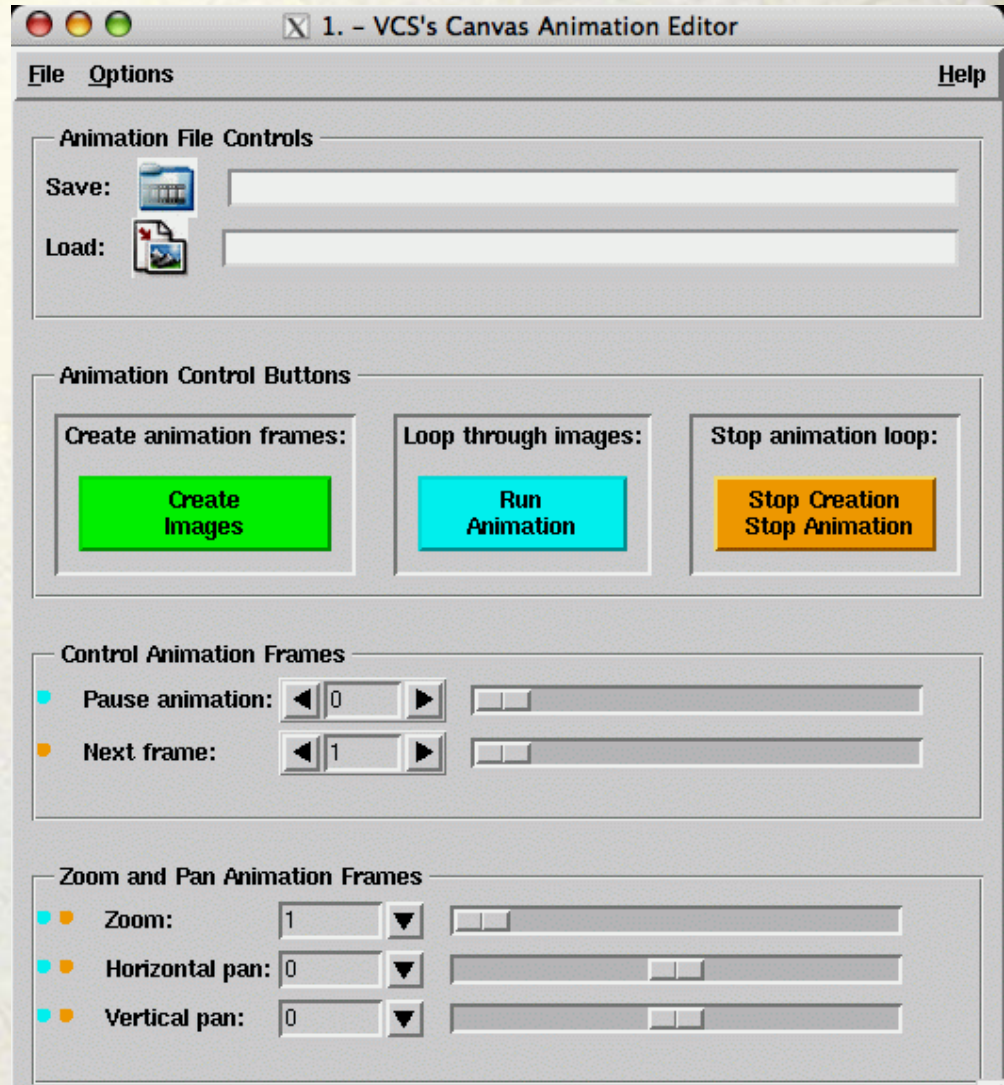 X 1. – VCS's Canvas Animation Editor
File Options Help
Animation File Controls
Save:
Load:
Animation Control Buttons
Create animation frames: Loop through images: Stop animation loop:
Create Run Stop Creation
Images Animation Stop Animation
Control Animation Frames
Pause animation: 0
Next frame: 1
Zoom and Pan Animation Frames
Zoom: 1
Horizontal pan: 0
Vertical pan: 0